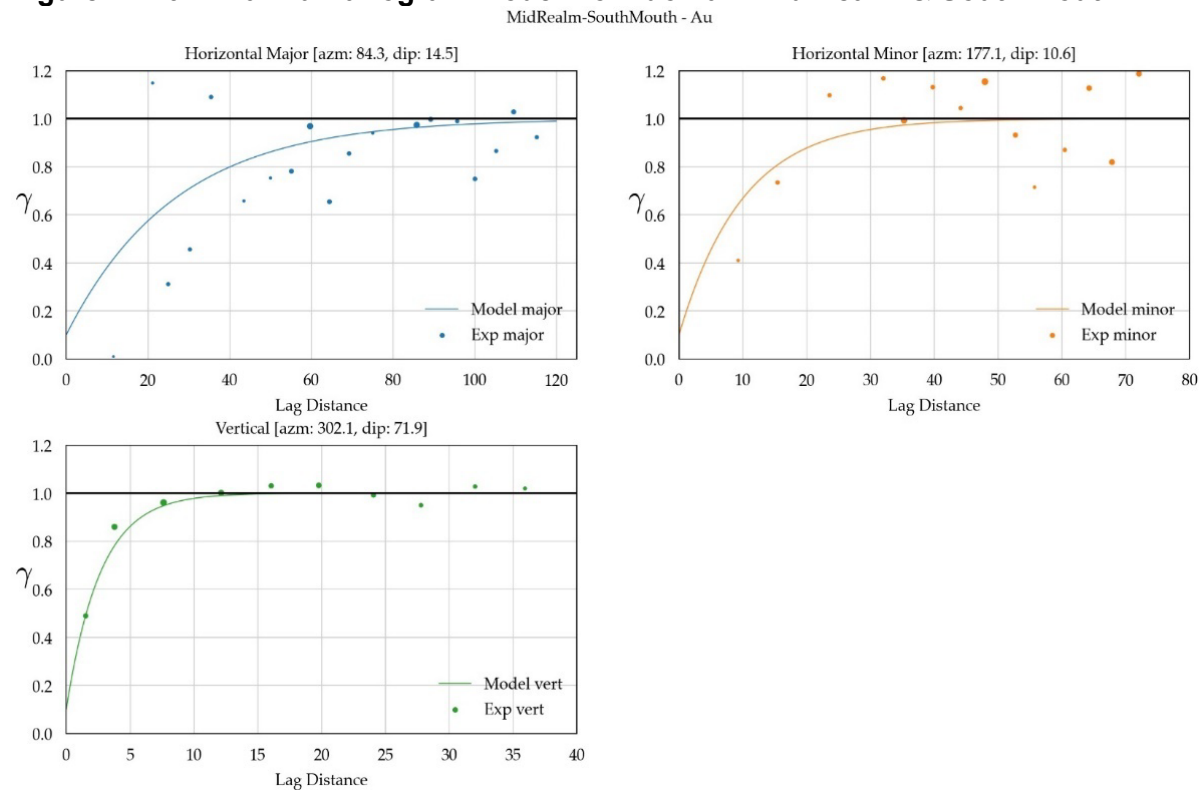 MidRealm-SouthMouth - Au
Horizontal Major [azm: 84.3, dip: 14.5]
1.2
1.0
0.8
γ
0.6
0.4
0.2
0.0
Model major
Exp major
0 20 40 60 80 100 120
Lag Distance
Horizontal Minor [azm: 177.1, dip: 10.6]
1.2
1.0
0.8
γ
0.6
0.4
0.2
0.0
Model minor
Exp minor
0 10 20 30 40 50 60 70 80
Lag Distance
Vertical [azm: 302.1, dip: 71.9]
1.2
1.0
0.8
γ
0.6
0.4
0.2
0.0
Model vert
Exp vert
0 5 10 15 20 25 30 35 40
Lag Distance